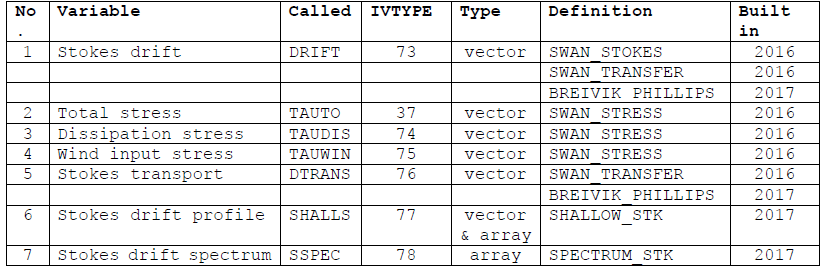 No. Variable Called IVTYPE Type Definition Built in
1 Stokes drift DRIFT 73 vector SWAN_STOKES 2016
SWAN_TRANSFER 2016
BREIVIK_PHILLIPS 2017
2 Total stress TAUTO 37 vector SWAN_STRESS 2016
3 Dissipation stress TAUDIS 74 vector SWAN_STRESS 2016
4 Wind input stress TAUWIN 75 vector SWAN_STRESS 2016
5 Stokes transport DTRANS 76 vector SWAN_TRANSFER 2016
BREIVIK_PHILLIPS 2017
6 Stokes drift profile SHALLS 77 vector & array SHALLOW_STK 2017
7 Stokes drift spectrum SSPEC 78 array SPECTRUM_STK 2017